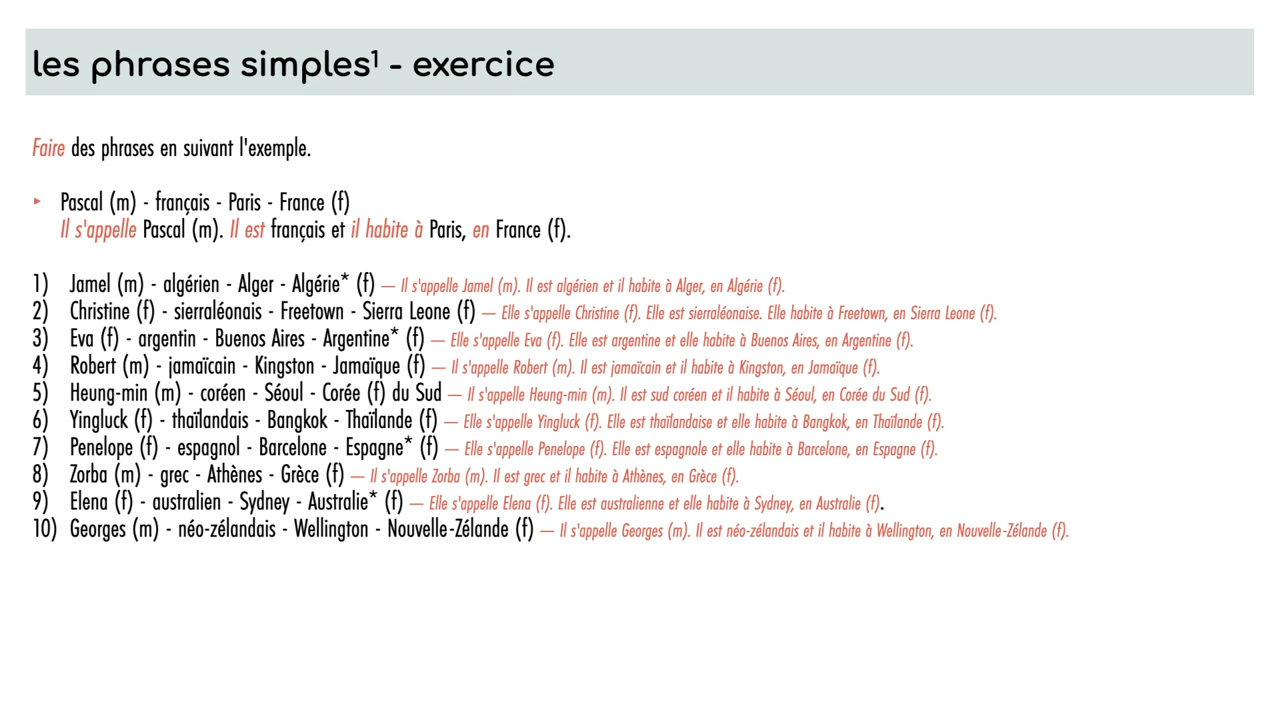 les phrases simples¹ - exercice
Faire des phrases en suivant l'exemple.
‣ Pascal (m) - français - Paris - France (f)
Il s'appelle Pascal (m). Il est français et il habite à Paris, en France (f).
1) Jamel (m) - algérien - Alger - Algérie* (f) — Il s'appelle Jamel (m). Il est algérien et il habite à Alger, en Algérie (f).
2) Christine (f) - sierraléonais - Freetown - Sierra Leone (f) — Elle s'appelle Christine (f). Elle est sierraléonaise. Elle habite à Freetown, en Sierra Leone (f).
3) Eva (f) - argentin - Buenos Aires - Argentine* (f) — Elle s'appelle Eva (f). Elle est argentine et elle habite à Buenos Aires, en Argentine (f).
4) Robert (m) - jamaïcain - Kingston - Jamaïque (f) — Il s'appelle Robert (m). Il est jamaïcain et il habite à Kingston, en Jamaïque (f).
5) Heung-min (m) - coréen - Séoul - Corée (f) du Sud — Il s'appelle Heung-min (m). Il est sud coréen et il habite à Séoul, en Corée du Sud (f).
6) Yingluck (f) - thaïlandais - Bangkok - Thaïlande (f) — Elle s'appelle Yingluck (f). Elle est thaïlandaise et elle habite à Bangkok, en Thaïlande (f).
7) Penelope (f) - espagnol - Barcelone - Espagne* (f) — Elle s'appelle Penelope (f). Elle est espagnole et elle habite à Barcelone, en Espagne (f).
8) Zorba (m) - grec - Athènes - Grèce (f) — Il s'appelle Zorba (m). Il est grec et il habite à Athènes, en Grèce (f).
9) Elena (f) - australien - Sydney - Australie* (f) — Elle s'appelle Elena (f). Elle est australienne et elle habite à Sydney, en Australie (f).
10) Georges (m) - néo-zélandais - Wellington - Nouvelle-Zélande (f) — Il s'appelle Georges (m). Il est néo-zélandais et il habite à Wellington, en Nouvelle-Zélande (f).